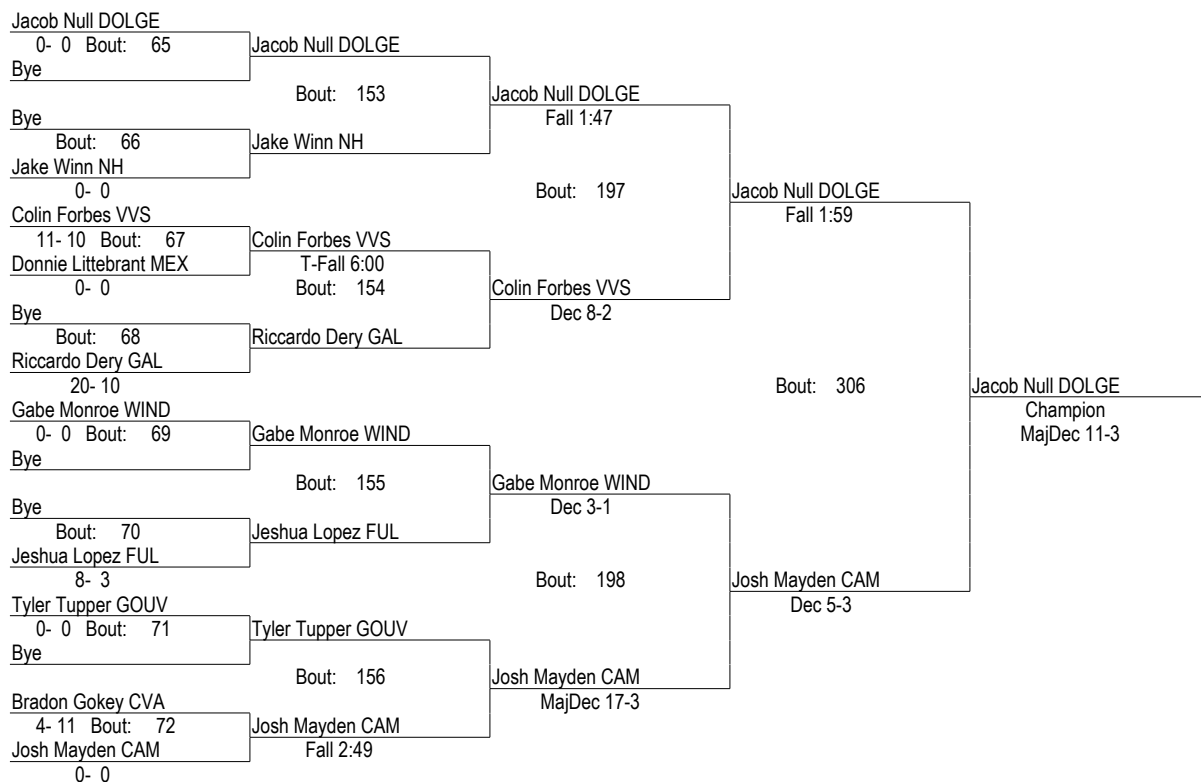 Jacob Null DOLGE
0- 0 Bout: 65
Bye
Bye
Bout: 66
Jake Winn NH
0- 0
Colin Forbes VVS
11- 10 Bout: 67
Donnie Littebrant MEX
0- 0
Bye
Bout: 68
Riccardo Dery GAL
20- 10
Gabe Monroe WIND
0- 0 Bout: 69
Bye
Bye
Bout: 70
Jeshua Lopez FUL
8- 3
Tyler Tupper GOUV
0- 0 Bout: 71
Bye
Bradon Gokey CVA
4- 11 Bout: 72
Josh Mayden CAM
0- 0
Jacob Null DOLGE
Bout: 153
Jake Winn NH
Colin Forbes VVS
T-Fall 6:00
Bout: 154
Riccardo Dery GAL
Gabe Monroe WIND
Bout: 155
Jeshua Lopez FUL
Tyler Tupper GOUV
Bout: 156
Josh Mayden CAM
Fall 2:49
Jacob Null DOLGE
Fall 1:47
Bout: 197
Colin Forbes VVS
Dec 8-2
Gabe Monroe WIND
Dec 3-1
Bout: 198
Josh Mayden CAM
MajDec 17-3
Jacob Null DOLGE
Fall 1:59
Bout: 306
Josh Mayden CAM
Dec 5-3
Jacob Null DOLGE
Champion
MajDec 11-3